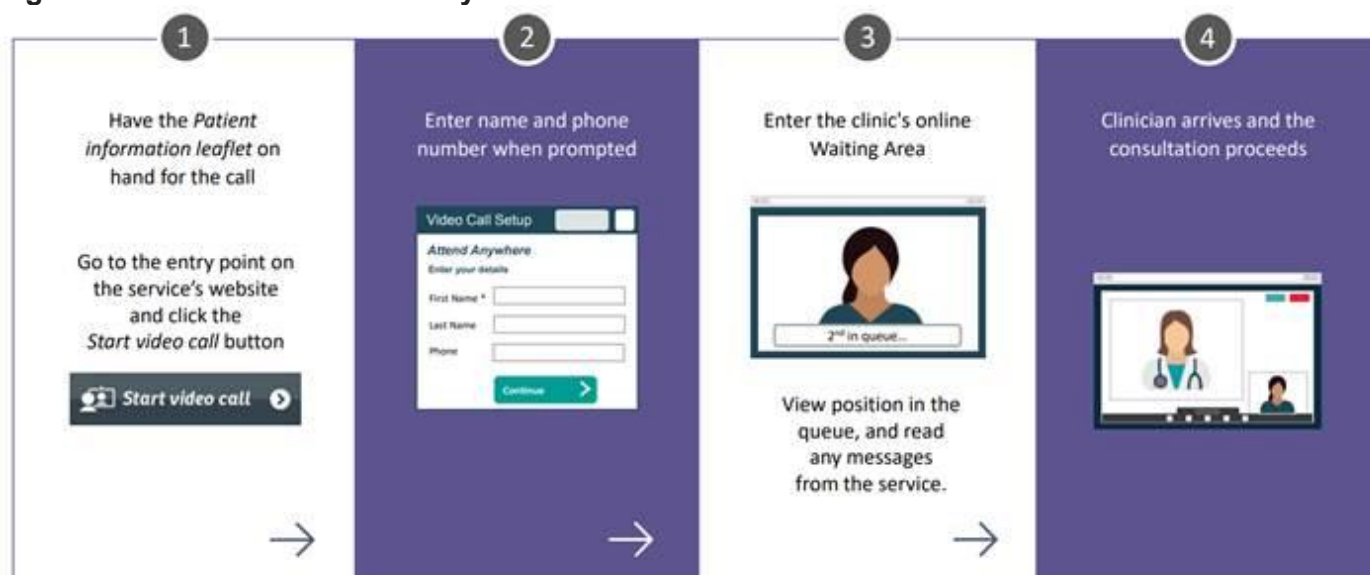 1
Have the Patient
information leaflet on
hand for the call
Go to the entry point on
the service's website
and click the
Start video call button
Start video call
2
Enter name and phone
number when prompted
Video Call Setup
Attend Anywhere
Enter your details
First Name *
Last Name
Phone
Continue
3
Enter the clinic's online
Waiting Area
2nd in queue...
View position in the
queue, and read
any messages
from the service.
4
Clinician arrives and the
consultation proceeds